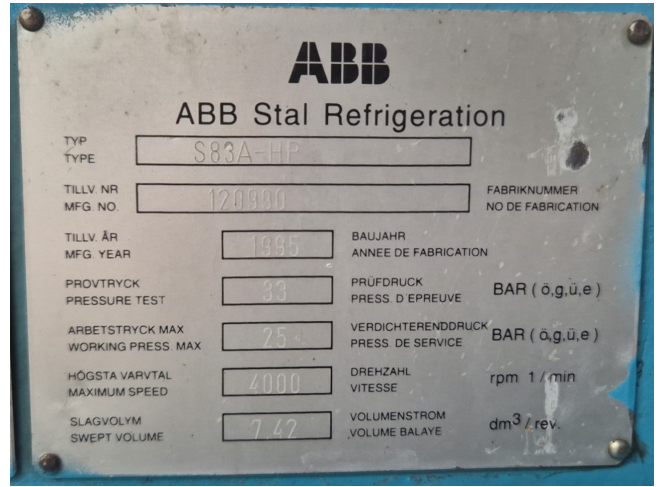 ABB
ABB Stal Refrigeration
TYP
TYPE S83A-HP
TILLV. NR FABRIKNUMMER
MFG. NO. 120990 NO DE FABRICATION
TILLV. ÅR BAUJAHR
MFG. YEAR 1995 ANNEE DE FABRICATION
PROVTRYCK PRÜFDRUCK
PRESSURE TEST 33 PRESS. D´EPREUVE BAR ( ö,g,ü,e )
ARBETSTRYCK MAX VERDICHTERENDDRUCK
WORKING PRESS. MAX 25 PRESS. DE SERVICE BAR ( ö,g,ü,e )
HÖGSTA VARVTAL DREHZAHL
MAXIMUM SPEED 4000 VITESSE rpm 1/min
SLAGVOLYM VOLUMENSTROM
SWEPT VOLUME 7.42 VOLUME BALAYE dm³/rev.